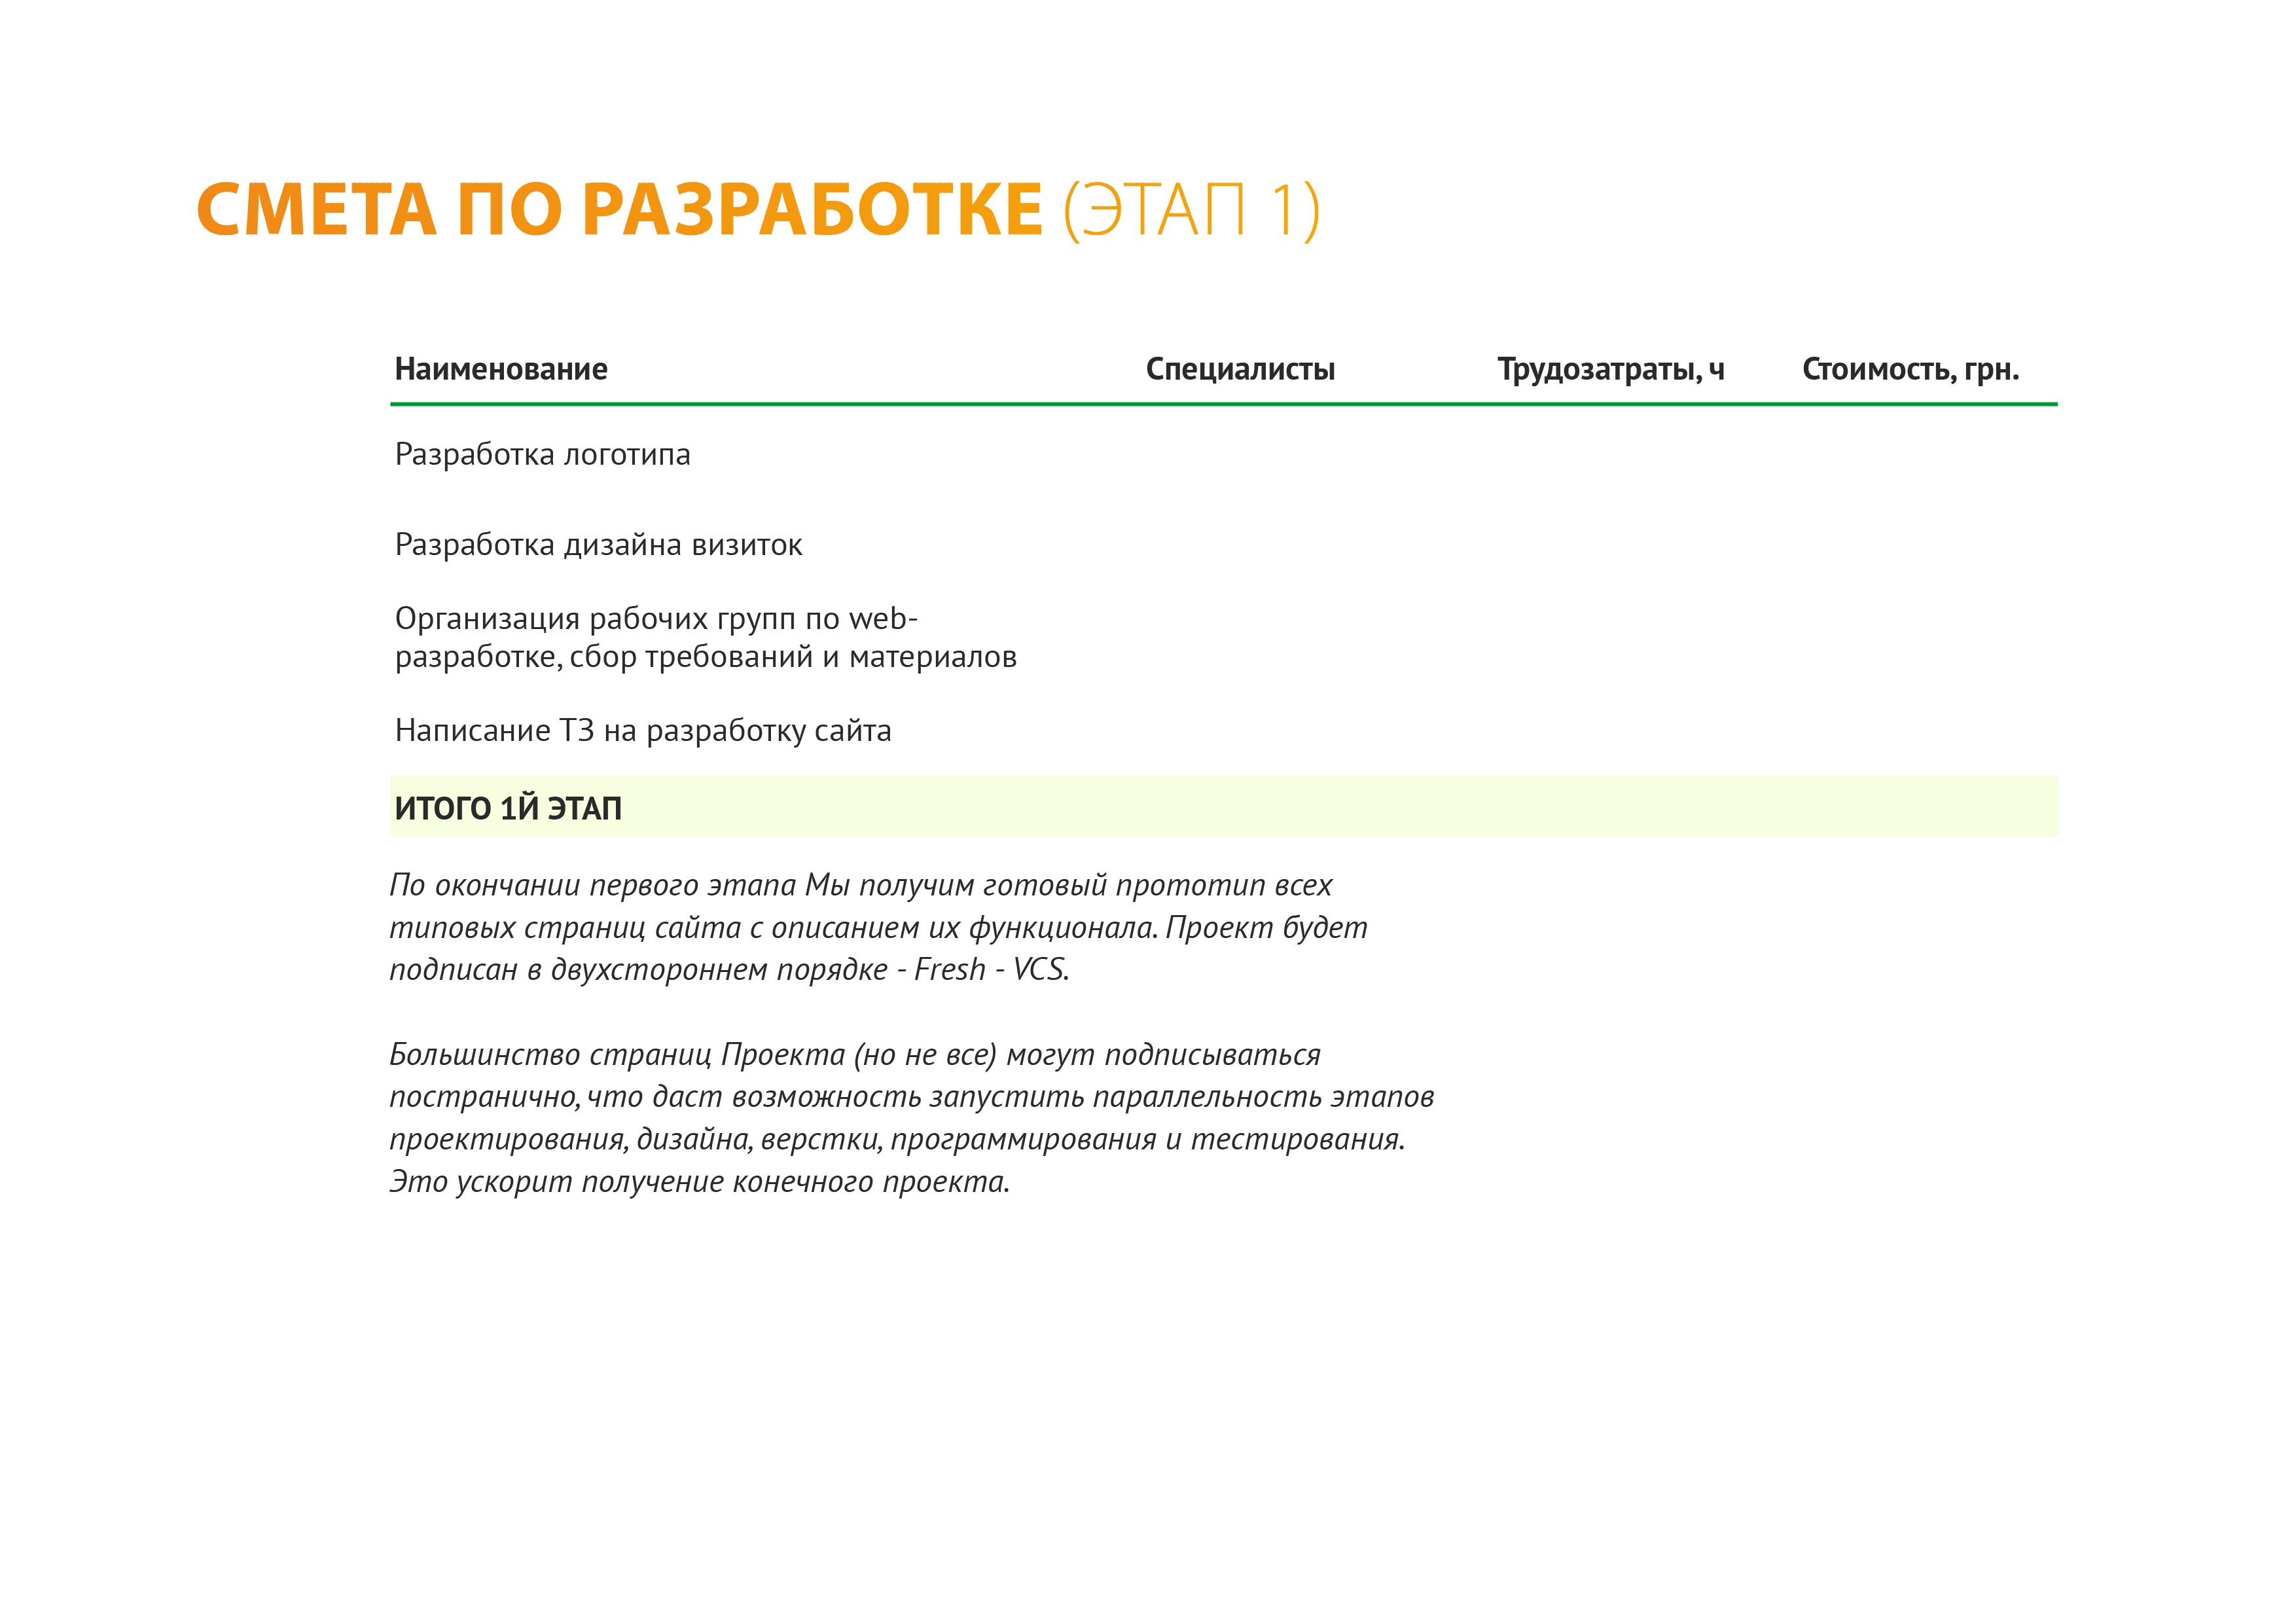 СМЕТА ПО РАЗРАБОТКЕ (ЭТАП 1)
Наименование Специалисты Трудозатраты, ч Стоимость, грн.
Разработка логотипа
Разработка дизайна визиток
Организация рабочих групп по web-
разработке, сбор требований и материалов
Написание ТЗ на разработку сайта
ИТОГО 1Й ЭТАП
По окончании первого этапа Мы получим готовый прототип всех
типовых страниц сайта с описанием их функционала. Проект будет
подписан в двухстороннем порядке - Fresh - VCS.
Большинство страниц Проекта (но не все) могут подписываться
постранично, что даст возможность запустить параллельность этапов
проектирования, дизайна, верстки, программирования и тестирования.
Это ускорит получение конечного проекта.